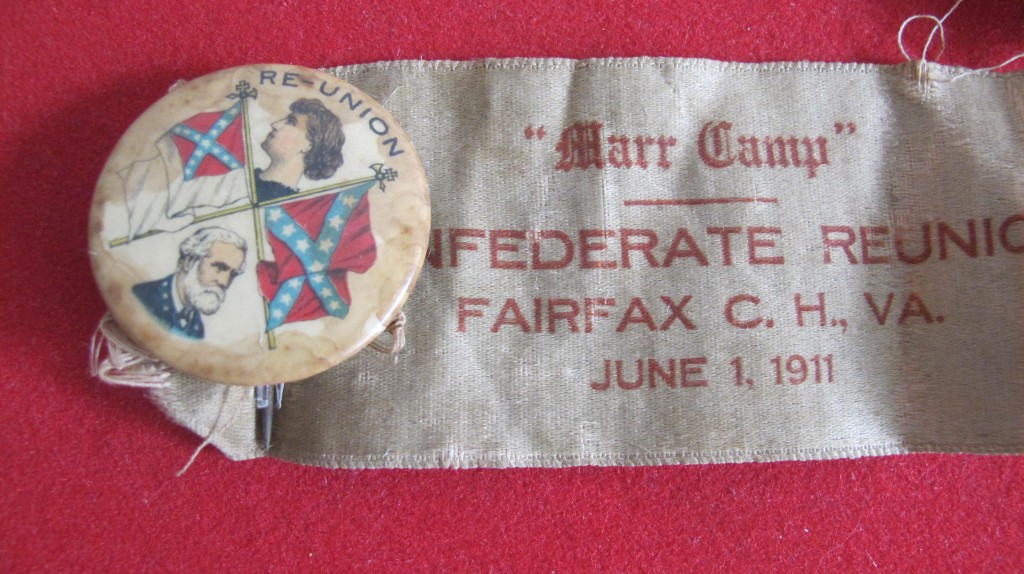 RE-UNION
"Marr Camp"
NFEDERATE REUNIO
FAIRFAX C. H., VA.
JUNE 1, 1911